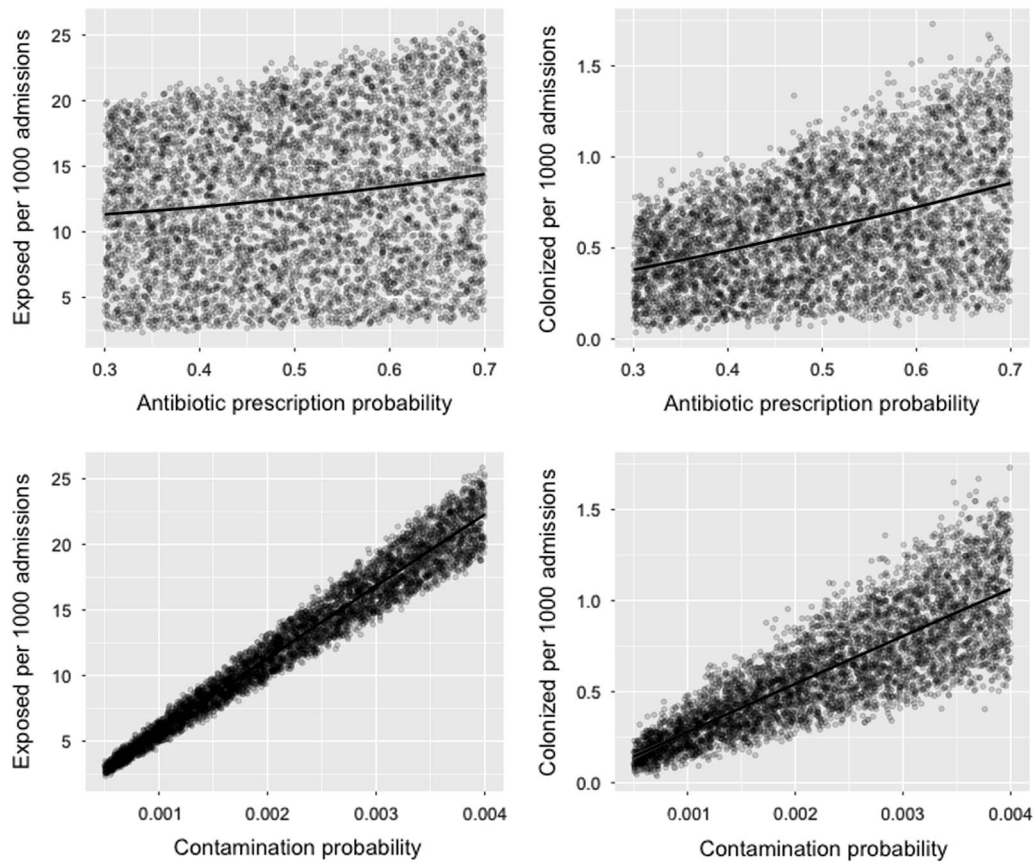 Exposed per 1000 admissions
25
20
15
10
5
0.3 0.4 0.5 0.6 0.7
Antibiotic prescription probability
Colonized per 1000 admissions
1.5
1.0
0.5
0.0
0.3 0.4 0.5 0.6 0.7
Antibiotic prescription probability
Exposed per 1000 admissions
25
20
15
10
5
0.001 0.002 0.003 0.004
Contamination probability
Colonized per 1000 admissions
1.5
1.0
0.5
0.0
0.001 0.002 0.003 0.004
Contamination probability